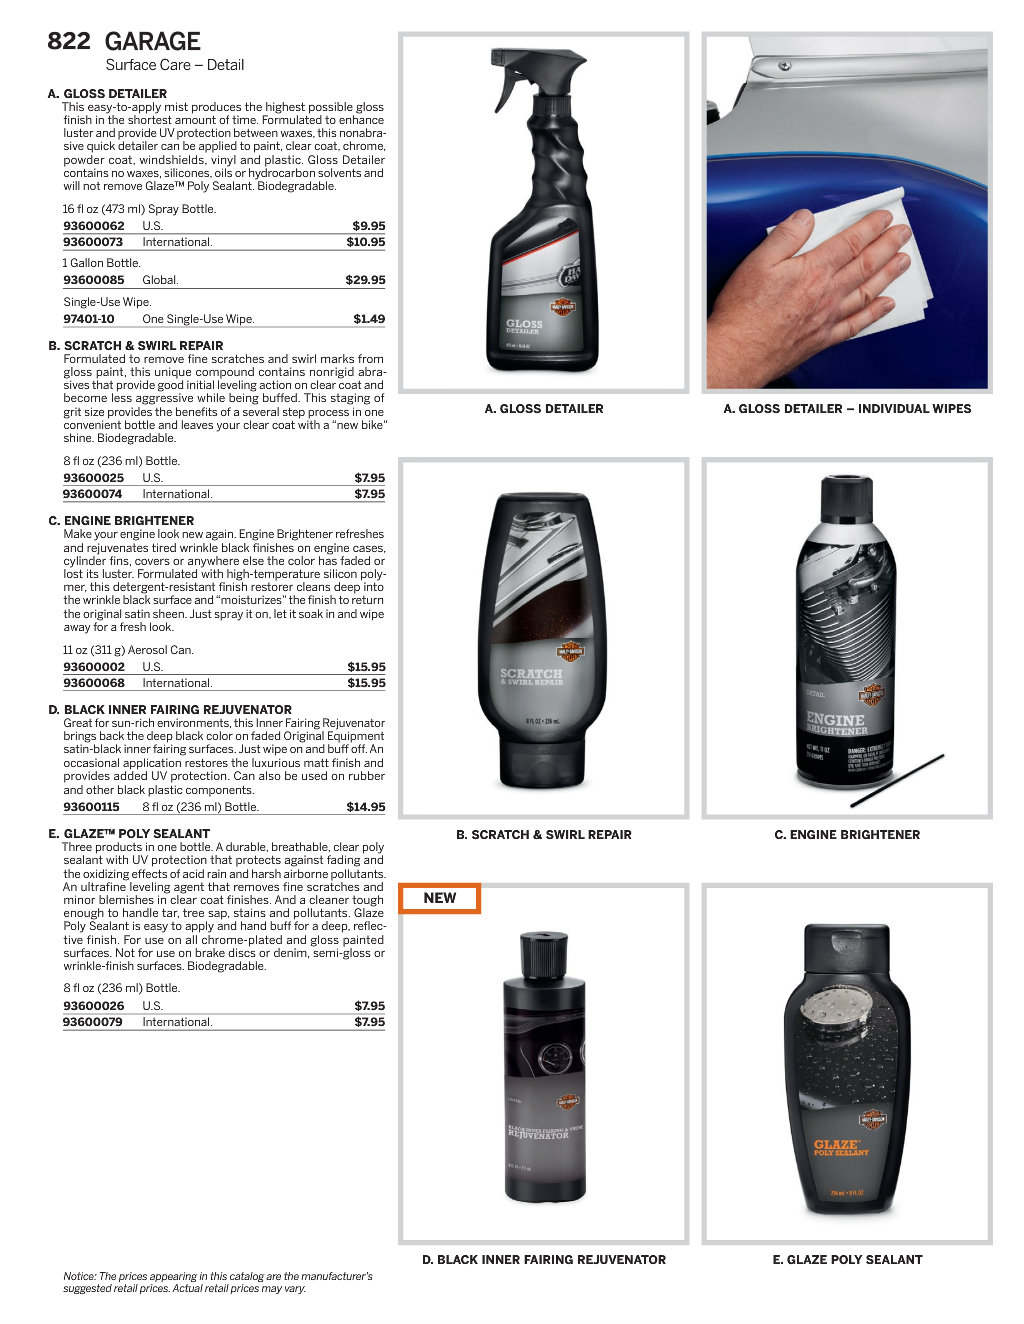 822 GARAGE
Surface Care – Detail
A. GLOSS DETAILER
This easy-to-apply mist produces the highest possible gloss
finish in the shortest amount of time. Formulated to enhance
luster and provide UV protection between waxes, this nonabra-
sive quick detailer can be applied to paint, clear coat, chrome,
powder coat, windshields, vinyl and plastic. Gloss Detailer
contains no waxes, silicones, oils or hydrocarbon solvents and
will not remove Glaze™ Poly Sealant. Biodegradable.
16 fl oz (473 ml) Spray Bottle.
93600062 U.S. $9.95
93600073 International. $10.95
1 Gallon Bottle.
93600085 Global. $29.95
Single-Use Wipe.
97401-10 One Single-Use Wipe. $1.49
B. SCRATCH & SWIRL REPAIR
Formulated to remove fine scratches and swirl marks from
gloss paint, this unique compound contains nonrigid abra-
sives that provide good initial leveling action on clear coat and
become less aggressive while being buffed. This staging of
grit size provides the benefits of a several step process in one
convenient bottle and leaves your clear coat with a “new bike”
shine. Biodegradable.
8 fl oz (236 ml) Bottle.
93600025 U.S. $7.95
93600074 International. $7.95
C. ENGINE BRIGHTENER
Make your engine look new again. Engine Brightener refreshes
and rejuvenates tired wrinkle black finishes on engine cases,
cylinder fins, covers or anywhere else the color has faded or
lost its luster. Formulated with high-temperature silicon poly-
mer, this detergent-resistant finish restorer cleans deep into
the wrinkle black surface and “moisturizes” the finish to return
the original satin sheen. Just spray it on, let it soak in and wipe
away for a fresh look.
11 oz (311 g) Aerosol Can.
93600002 U.S. $15.95
93600068 International. $15.95
D. BLACK INNER FAIRING REJUVENATOR
Great for sun-rich environments, this Inner Fairing Rejuvenator
brings back the deep black color on faded Original Equipment
satin-black inner fairing surfaces. Just wipe on and buff off. An
occasional application restores the luxurious matt finish and
provides added UV protection. Can also be used on rubber
and other black plastic components.
93600115 8 fl oz (236 ml) Bottle. $14.95
E. GLAZE™ POLY SEALANT
Three products in one bottle. A durable, breathable, clear poly
sealant with UV protection that protects against fading and
the oxidizing effects of acid rain and harsh airborne pollutants.
An ultrafine leveling agent that removes fine scratches and
minor blemishes in clear coat finishes. And a cleaner tough
enough to handle tar, tree sap, stains and pollutants. Glaze
Poly Sealant is easy to apply and hand buff for a deep, reflec-
tive finish. For use on all chrome-plated and gloss painted
surfaces. Not for use on brake discs or denim, semi-gloss or
wrinkle-finish surfaces. Biodegradable.
8 fl oz (236 ml) Bottle.
93600026 U.S. $7.95
93600079 International. $7.95
Notice: The prices appearing in this catalog are the manufacturer's
suggested retail prices. Actual retail prices may vary.
HARLEY-DAVIDSON
GLOSS
DETAILER
A. GLOSS DETAILER
A. GLOSS DETAILER – INDIVIDUAL WIPES
HARLEY-DAVIDSON
SCRATCH
& SWIRL REPAIR
8 FL OZ • 236 mL
B. SCRATCH & SWIRL REPAIR
DETAIL
HARLEY-DAVIDSON
ENGINE
BRIGHTENER
NET WT. 11 OZ
C. ENGINE BRIGHTENER
NEW
HARLEY-DAVIDSON
BLACK INNER FAIRING & TRIM
REJUVENATOR
D. BLACK INNER FAIRING REJUVENATOR
HARLEY-DAVIDSON
GLAZE™
POLY SEALANT
236 mL • 8 FL OZ
E. GLAZE POLY SEALANT